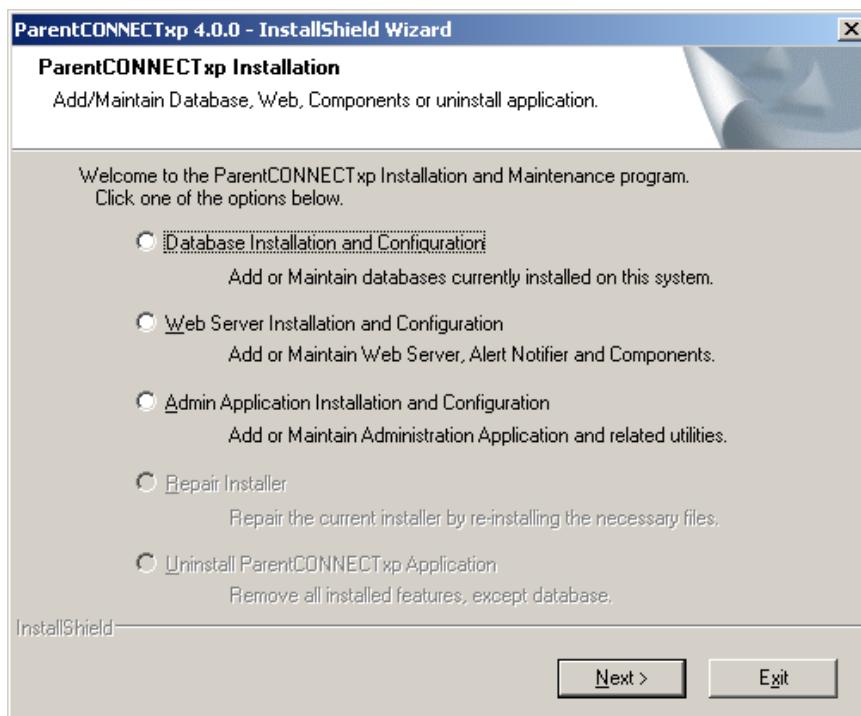 ParentCONNECTxp 4.0.0 - InstallShield Wizard
ParentCONNECTxp Installation
Add/Maintain Database, Web, Components or uninstall application.
Welcome to the ParentCONNECTxp Installation and Maintenance program.
Click one of the options below.
Database Installation and Configuration
Add or Maintain databases currently installed on this system.
Web Server Installation and Configuration
Add or Maintain Web Server, Alert Notifier and Components.
Admin Application Installation and Configuration
Add or Maintain Administration Application and related utilities.
Repair Installer
Repair the current installer by re-installing the necessary files.
Uninstall ParentCONNECTxp Application
Remove all installed features, except database.
InstallShield
Next > Exit